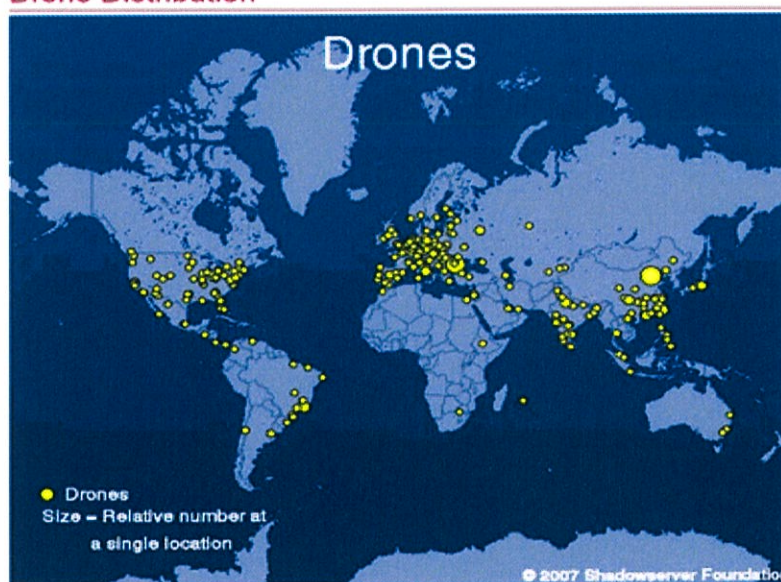 Drone Distribution
Drones
Drones
Size = Relative number at
a single location
© 2007 Shadowserver Foundatio